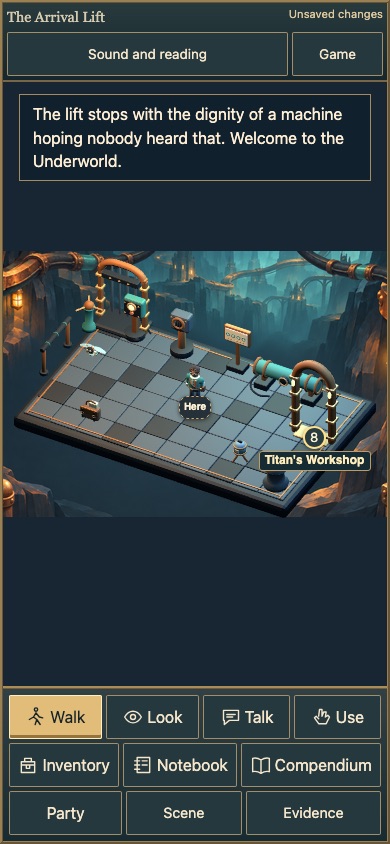 The Arrival Lift
Unsaved changes
Sound and reading
Game
The lift stops with the dignity of a machine
hoping nobody heard that. Welcome to the
Underworld.
Here
8
Titan's Workshop
Walk
Look
Talk
Use
Inventory
Notebook
Compendium
Party
Scene
Evidence